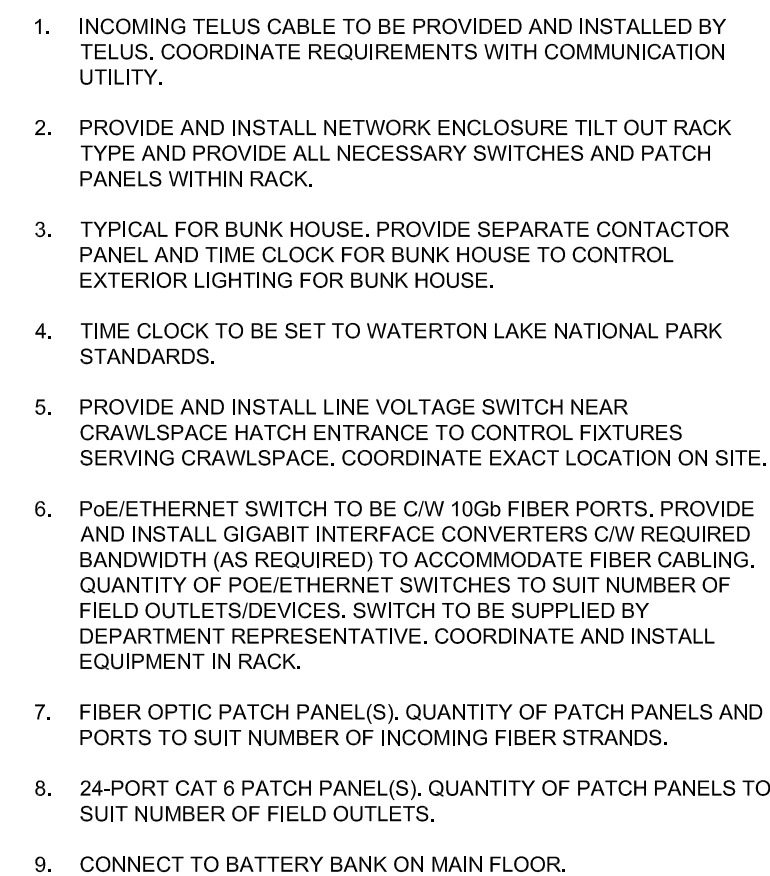 1. INCOMING TELUS CABLE TO BE PROVIDED AND INSTALLED BY
TELUS. COORDINATE REQUIREMENTS WITH COMMUNICATION
UTILITY.
2. PROVIDE AND INSTALL NETWORK ENCLOSURE TILT OUT RACK
TYPE AND PROVIDE ALL NECESSARY SWITCHES AND PATCH
PANELS WITHIN RACK.
3. TYPICAL FOR BUNK HOUSE. PROVIDE SEPARATE CONTACTOR
PANEL AND TIME CLOCK FOR BUNK HOUSE TO CONTROL
EXTERIOR LIGHTING FOR BUNK HOUSE.
4. TIME CLOCK TO BE SET TO WATERTON LAKE NATIONAL PARK
STANDARDS.
5. PROVIDE AND INSTALL LINE VOLTAGE SWITCH NEAR
CRAWLSPACE HATCH ENTRANCE TO CONTROL FIXTURES
SERVING CRAWLSPACE. COORDINATE EXACT LOCATION ON SITE.
6. PoE/ETHERNET SWITCH TO BE C/W 10Gb FIBER PORTS. PROVIDE
AND INSTALL GIGABIT INTERFACE CONVERTERS C/W REQUIRED
BANDWIDTH (AS REQUIRED) TO ACCOMMODATE FIBER CABLING.
QUANTITY OF POE/ETHERNET SWITCHES TO SUIT NUMBER OF
FIELD OUTLETS/DEVICES. SWITCH TO BE SUPPLIED BY
DEPARTMENT REPRESENTATIVE. COORDINATE AND INSTALL
EQUIPMENT IN RACK.
7. FIBER OPTIC PATCH PANEL(S). QUANTITY OF PATCH PANELS AND
PORTS TO SUIT NUMBER OF INCOMING FIBER STRANDS.
8. 24-PORT CAT 6 PATCH PANEL(S). QUANTITY OF PATCH PANELS TO
SUIT NUMBER OF FIELD OUTLETS.
9. CONNECT TO BATTERY BANK ON MAIN FLOOR.